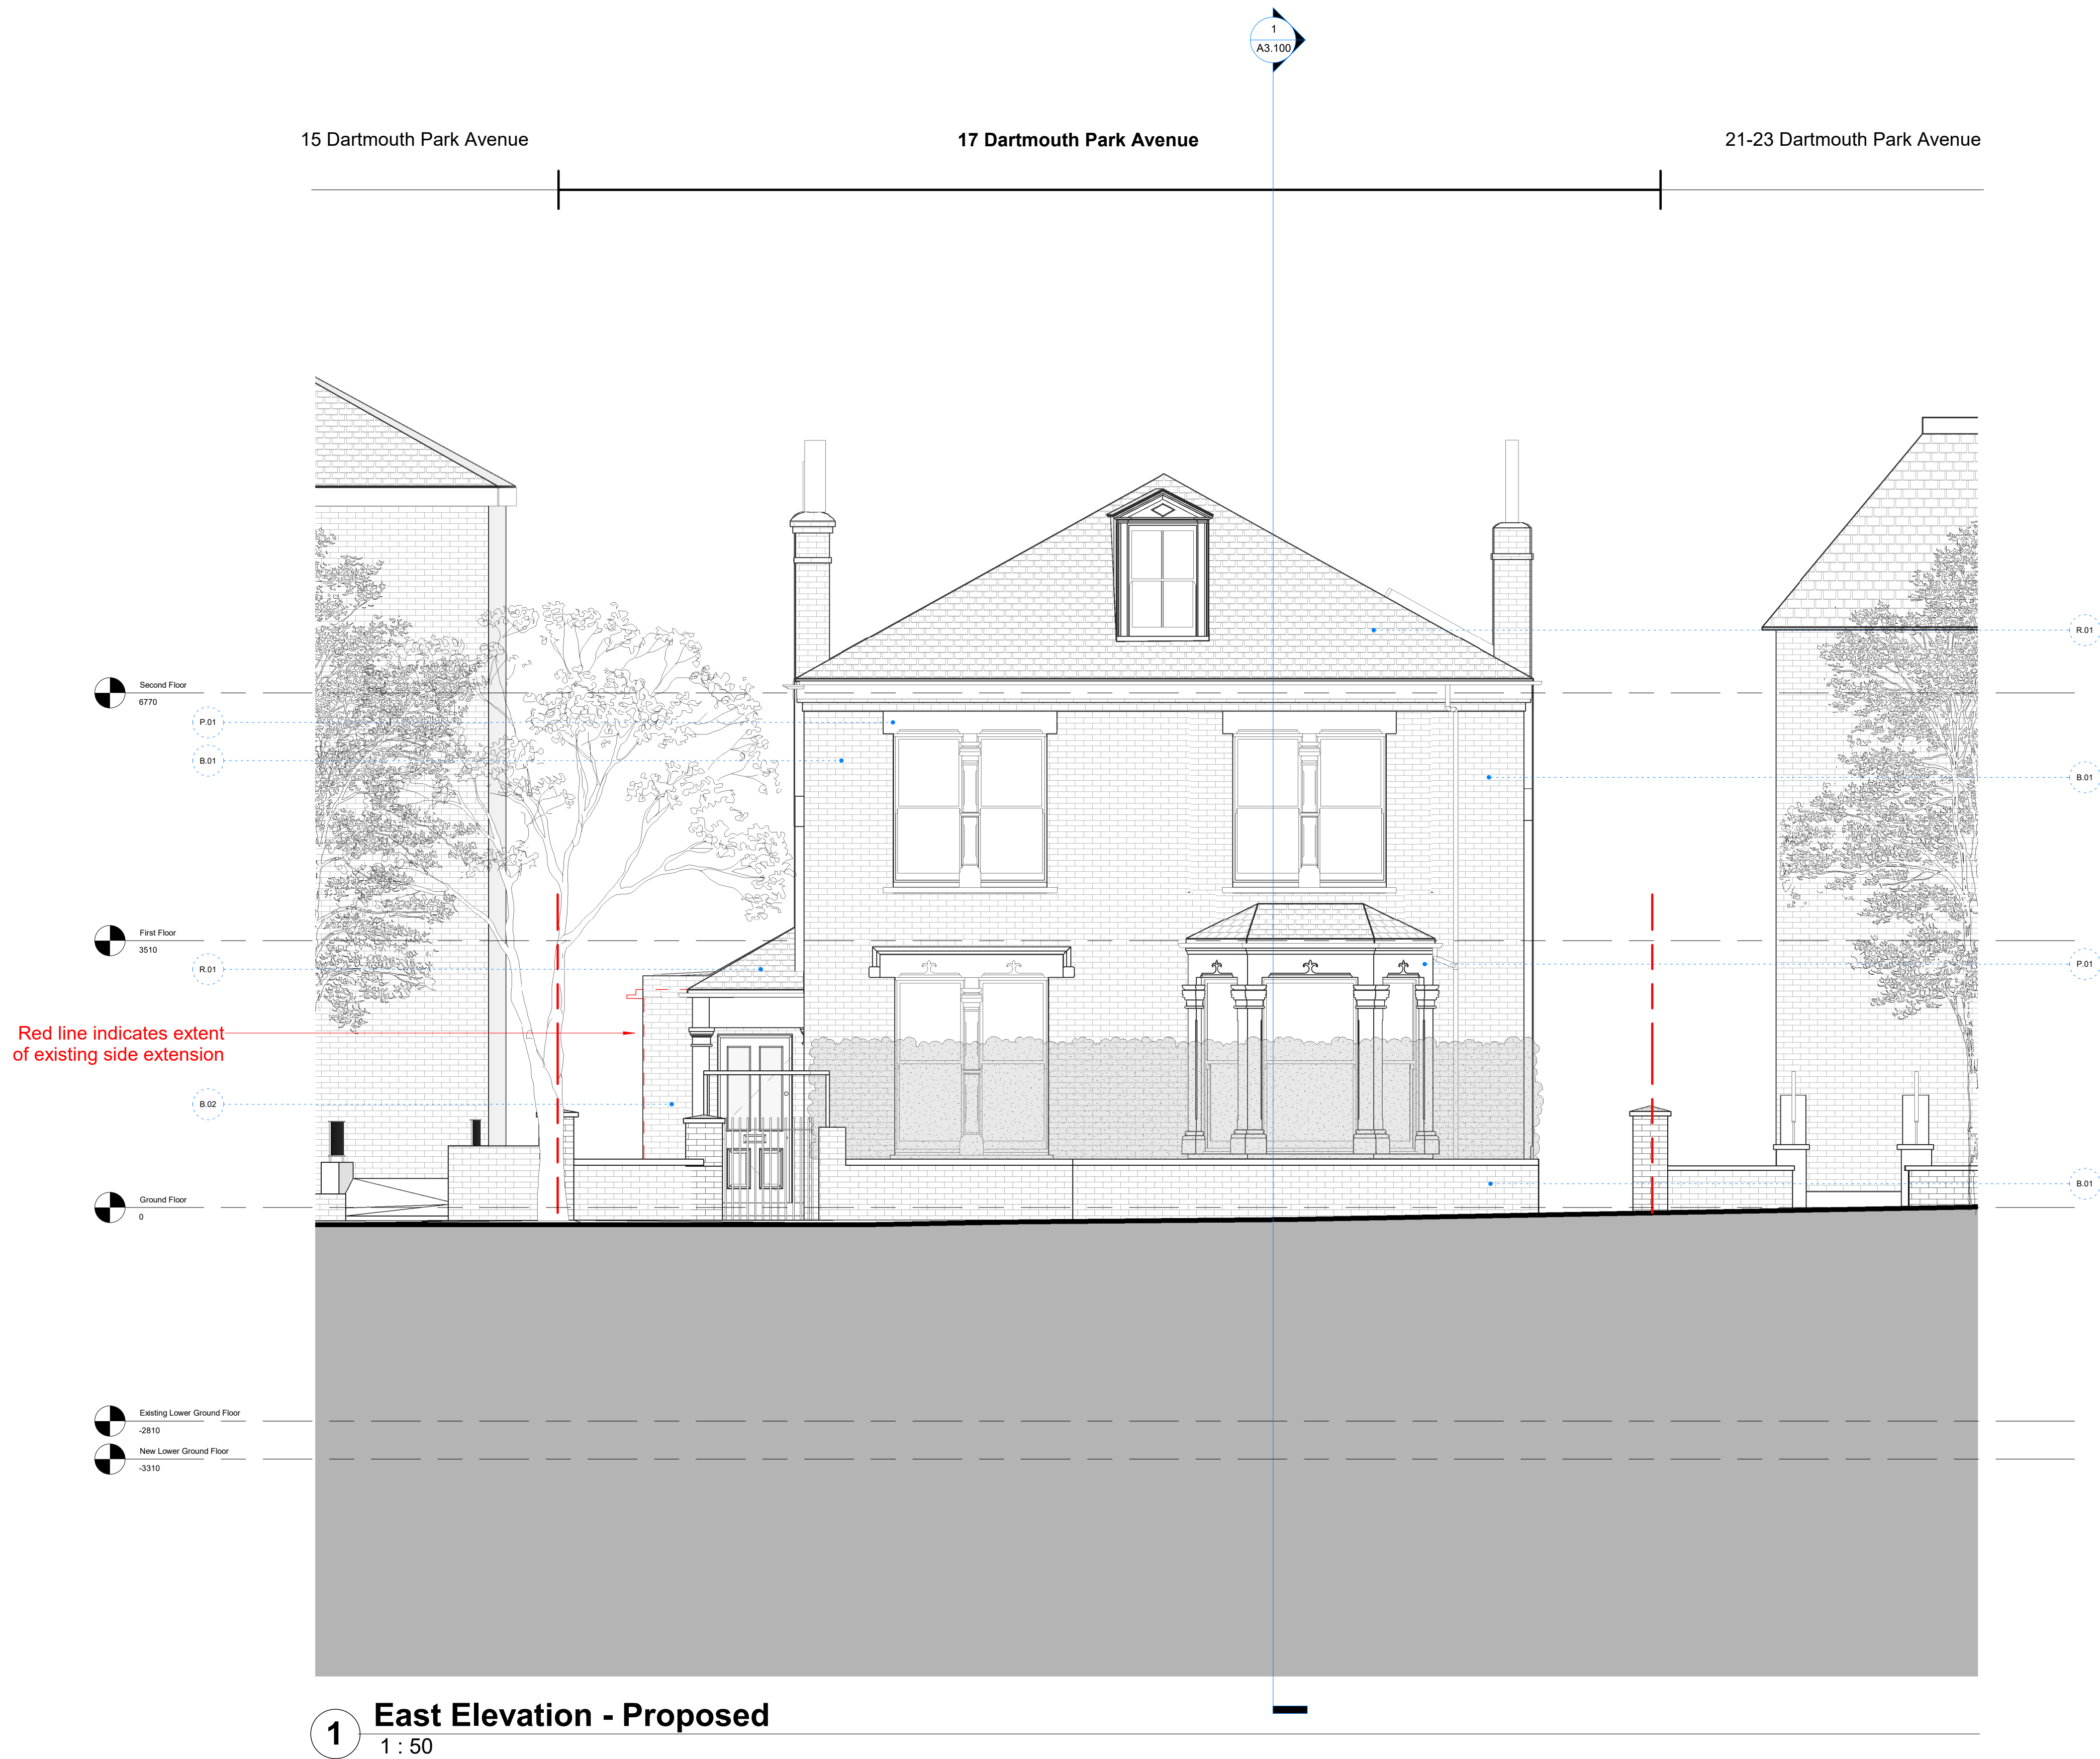 1
A3.100
15 Dartmouth Park Avenue
17 Dartmouth Park Avenue
21-23 Dartmouth Park Avenue
R.01
Second Floor
6770
P.01
B.01
B.01
First Floor
3510
R.01
P.01
Red line indicates extent
of existing side extension
B.02
B.01
Ground Floor
0
Existing Lower Ground Floor
-2810
New Lower Ground Floor
-3310
1
East Elevation - Proposed
1 : 50